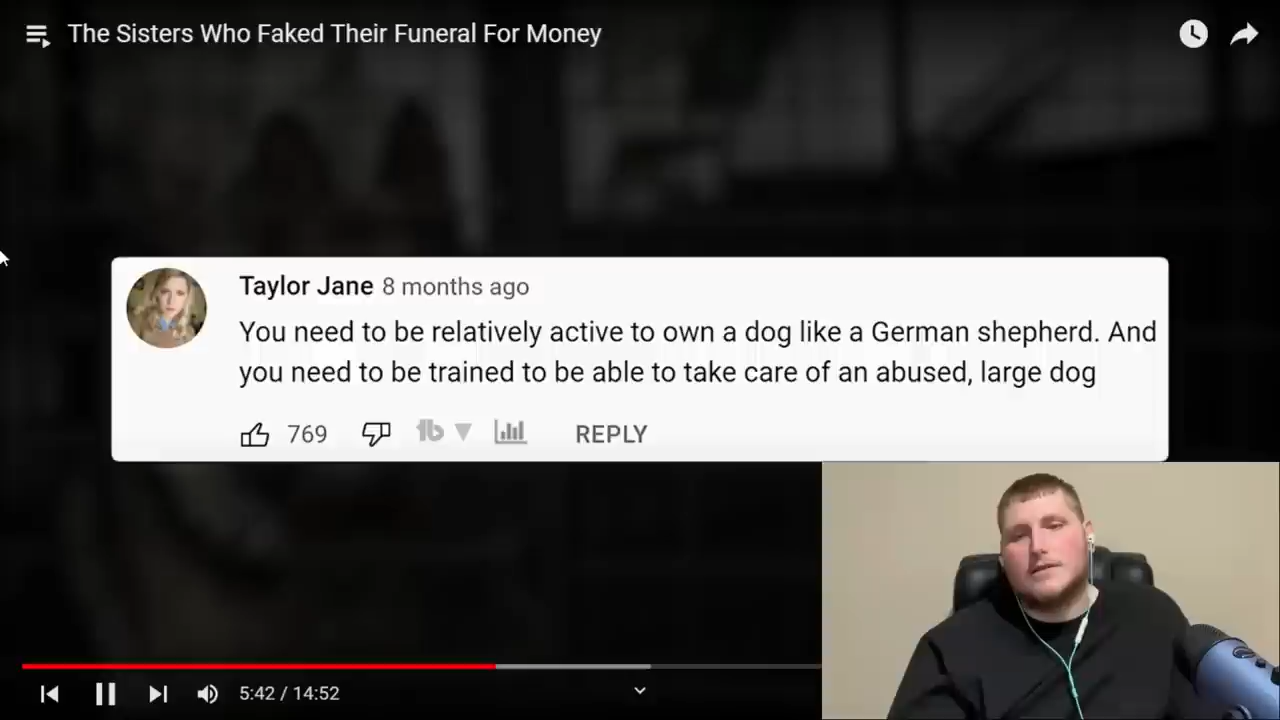 The Sisters Who Faked Their Funeral For Money
Taylor Jane 8 months ago
You need to be relatively active to own a dog like a German shepherd. And
you need to be trained to be able to take care of an abused, large dog
769
REPLY
5:42 / 14:52